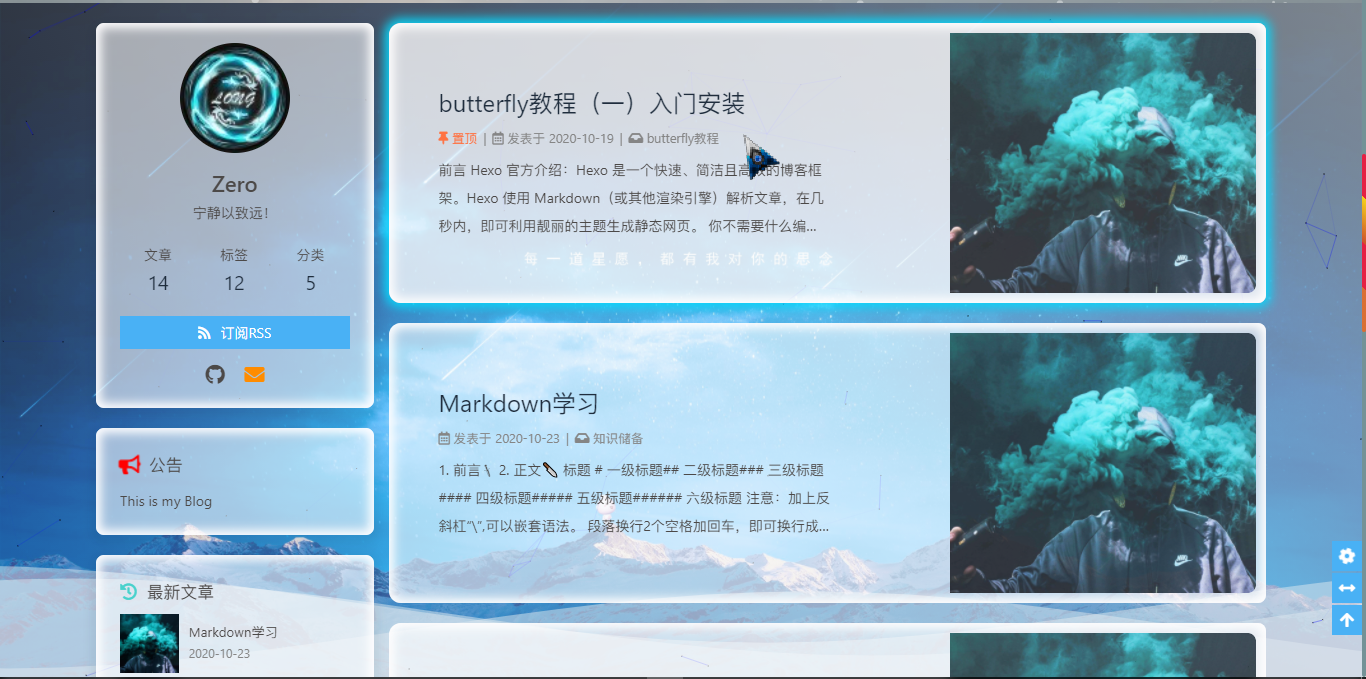 LONG
Zero
宁静以致远！
文章 标签 分类
14 12 5
订阅RSS
公告
This is my Blog
最新文章
Markdown学习
2020-10-23
butterfly教程（一）入门安装
置顶 | 发表于 2020-10-19 | butterfly教程
前言 Hexo 官方介绍：Hexo 是一个快速、简洁且高效的博客框
架。Hexo 使用 Markdown（或其他渲染引擎）解析文章，在几
秒内，即可利用靓丽的主题生成静态网页。 你不需要什么编...
每一道星愿，都有我对你的思念
Markdown学习
发表于 2020-10-23 | 知识储备
1. 前言 \ 2. 正文 标题 # 一级标题## 二级标题### 三级标题
#### 四级标题##### 五级标题###### 六级标题 注意：加上反
斜杠“\”,可以嵌套语法。 段落换行2个空格加回车，即可换行成...